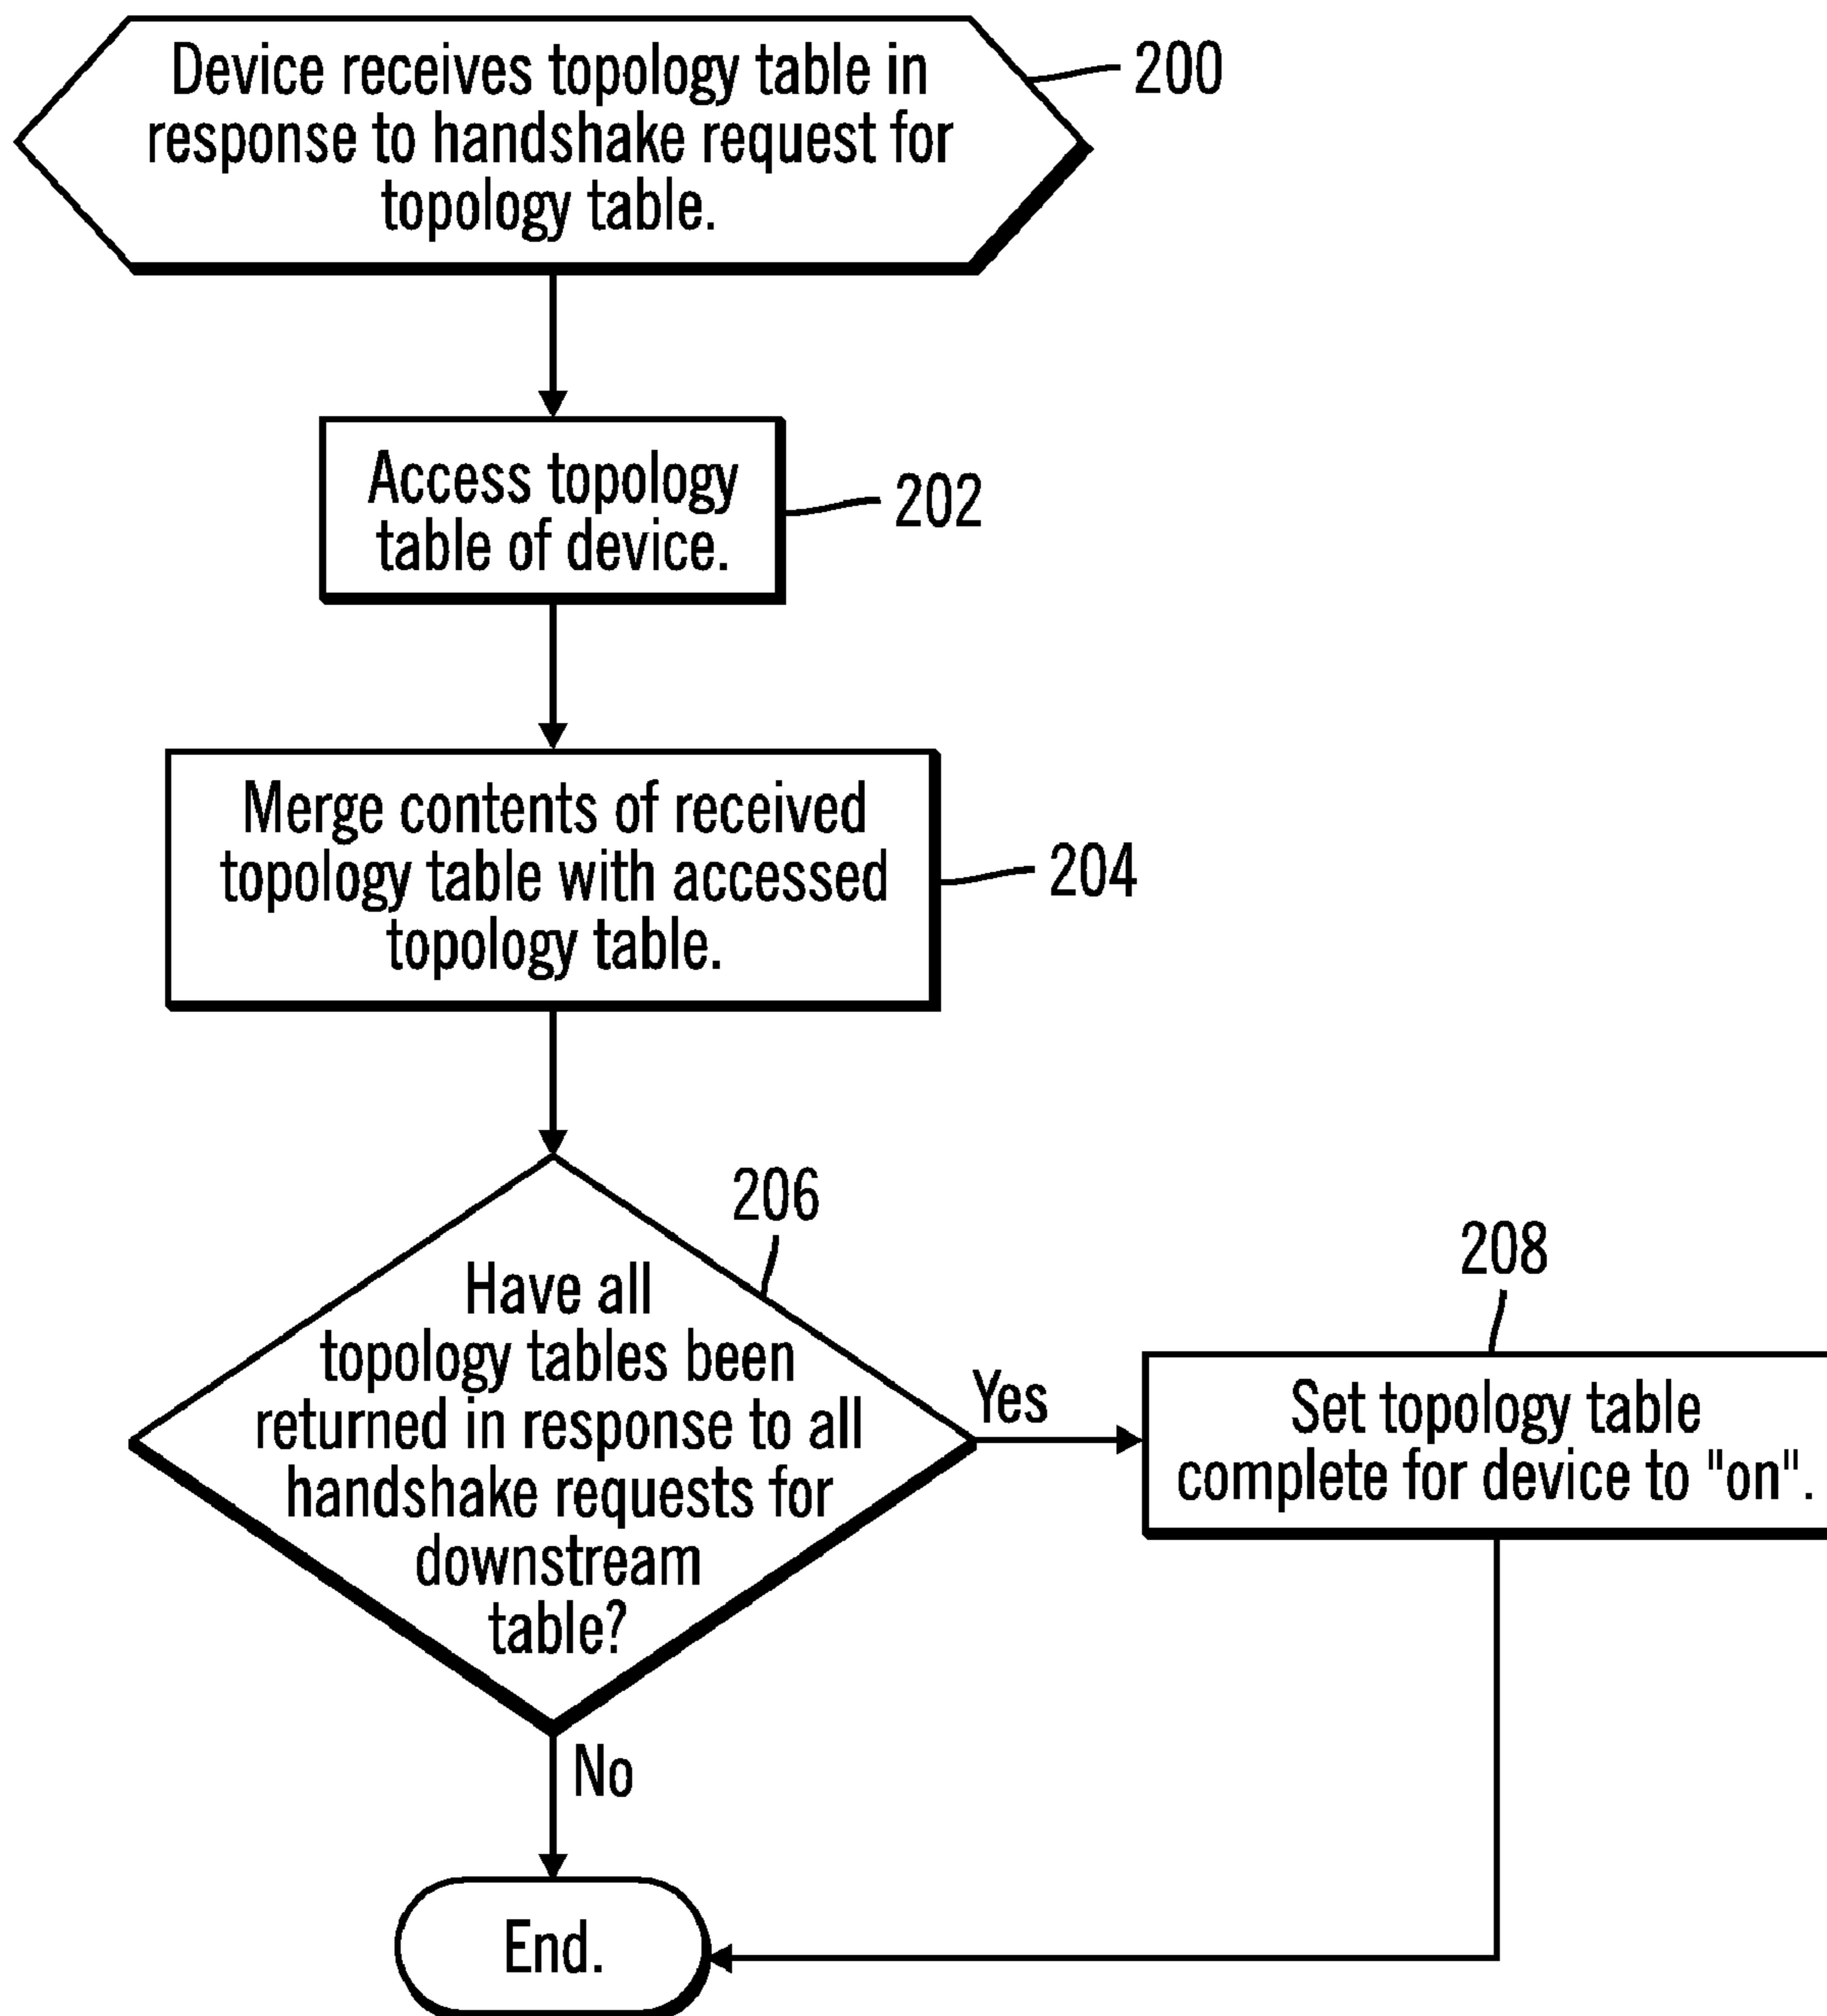 Device receives topology table in
response to handshake request for
topology table.
200
Access topology
table of device.
202
Merge contents of received
topology table with accessed
topology table.
204
206
Have all
topology tables been
returned in response to all
handshake requests for
downstream
table?
Yes
208
Set topology table
complete for device to "on".
No
End.